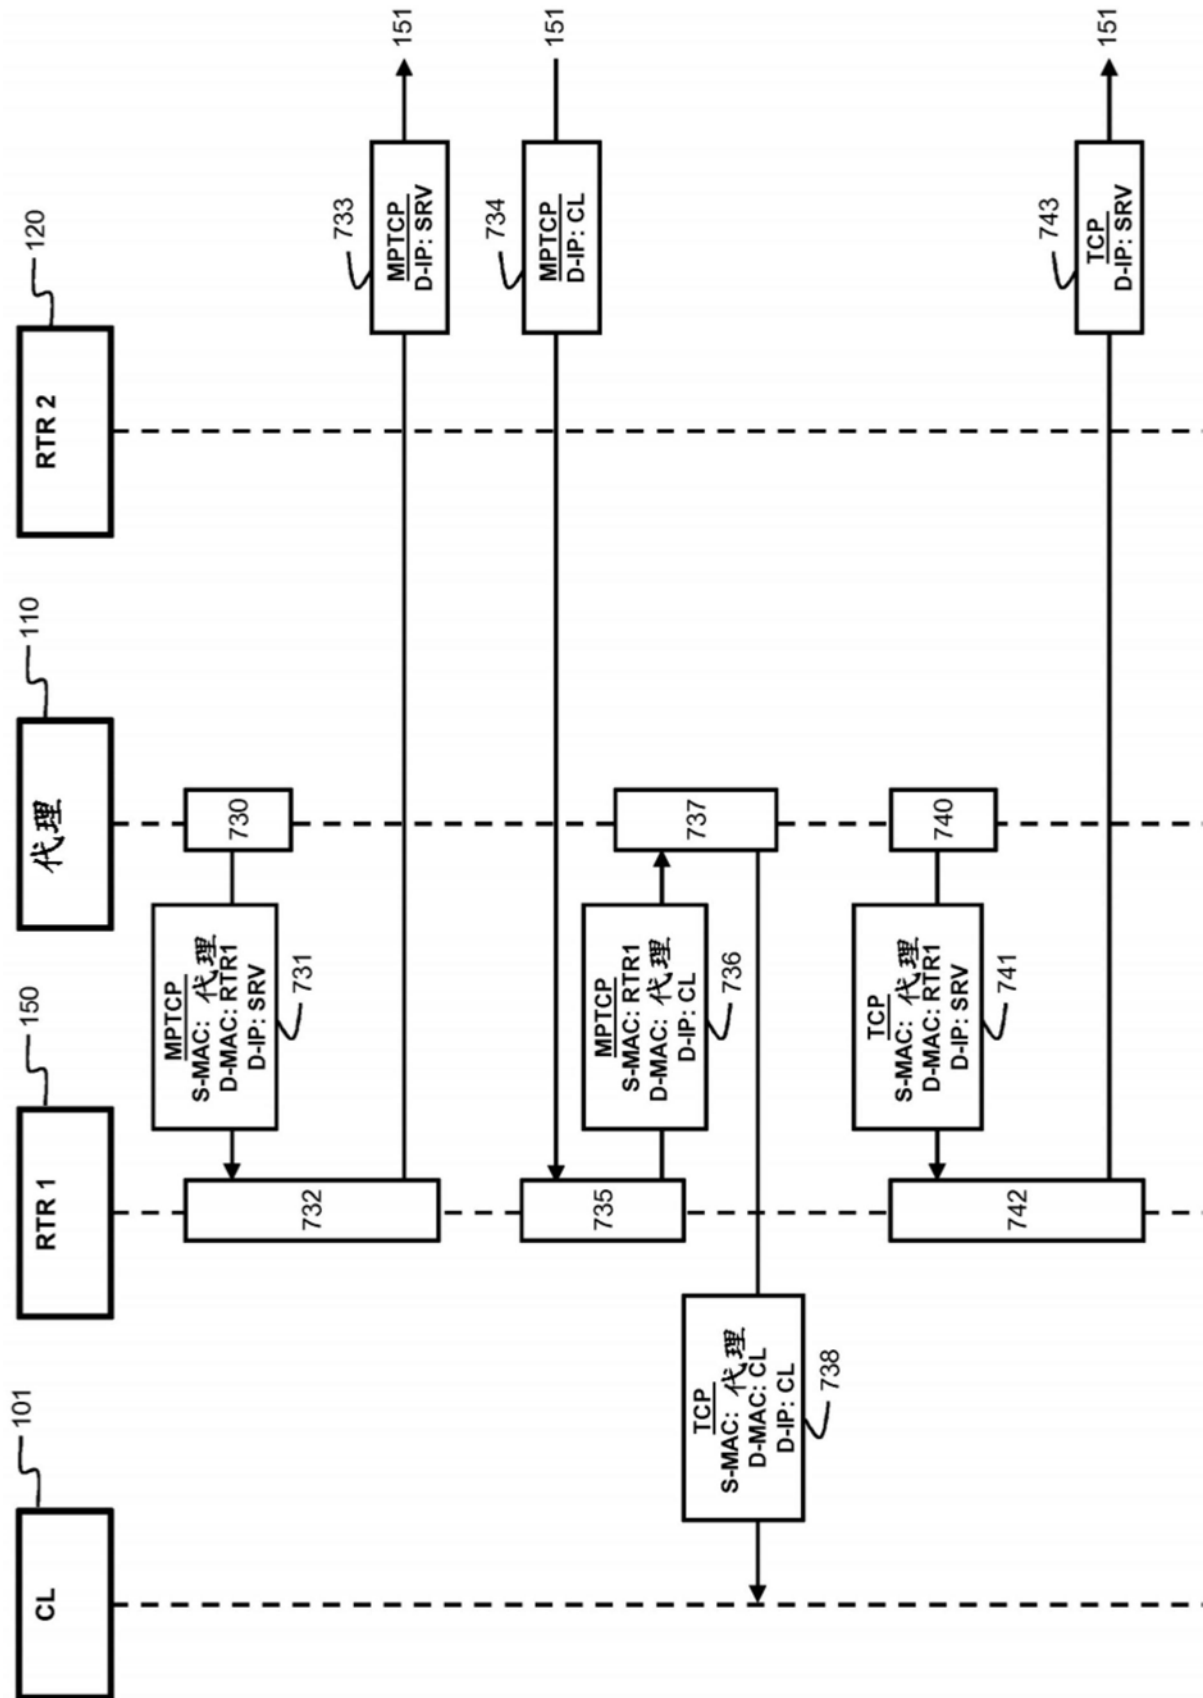 CL
101
RTR 1
150
代理
110
RTR 2
120
730
MPTCP
S-MAC: 代理
D-MAC: RTR1
D-IP: SRV
731
732
MPTCP
D-IP: SRV
733
151
MPTCP
D-IP: CL
734
151
735
MPTCP
S-MAC: RTR1
D-MAC: 代理
D-IP: CL
736
737
TCP
S-MAC: 代理
D-MAC: CL
D-IP: CL
738
740
TCP
S-MAC: 代理
D-MAC: RTR1
D-IP: SRV
741
742
TCP
D-IP: SRV
743
151